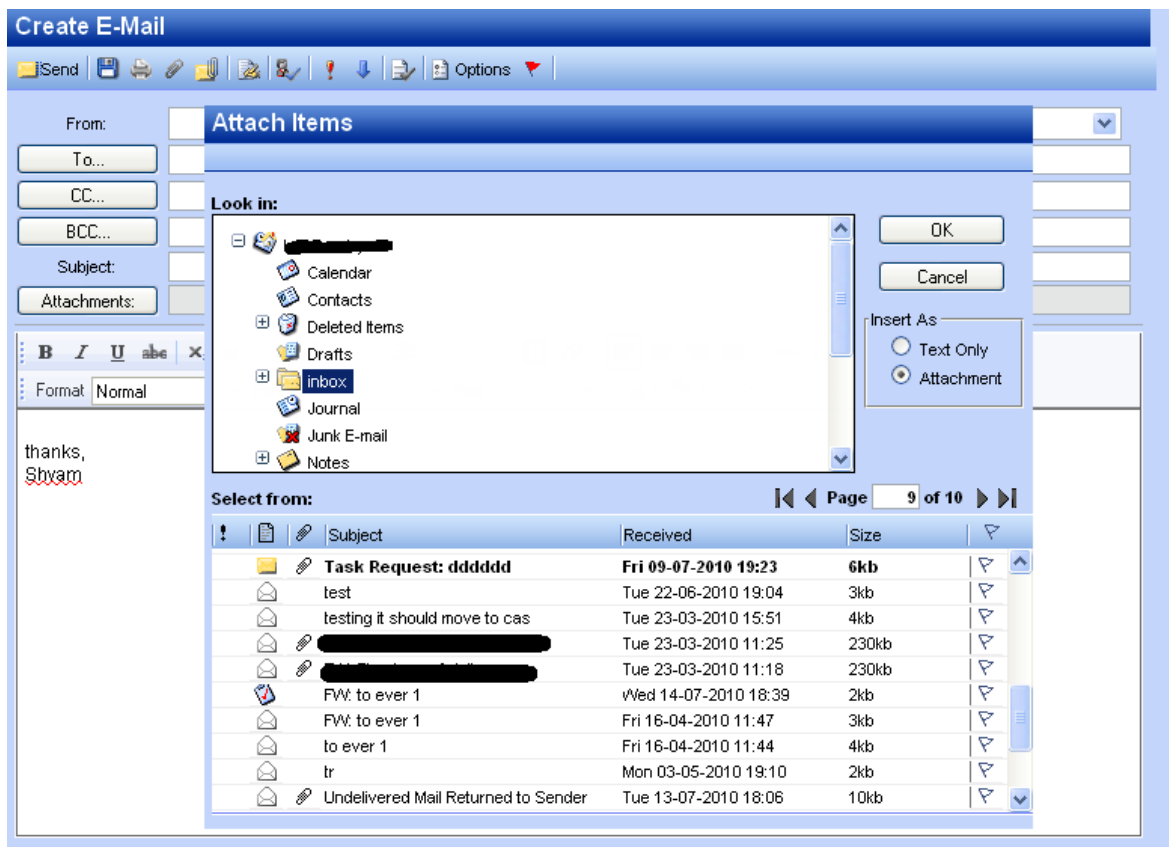 Create E-Mail
Send Options
From:
Attach Items
To...
CC...
Look in:
BCC...
OK
Calendar
Subject:
Cancel
Contacts
Attachments:
Insert As
Deleted Items
Text Only
B I U abc X
Drafts
Attachment
inbox
Format Normal
Journal
Junk E-mail
thanks,
Notes
Shyam
Select from:
Page 9 of 10
! Subject Received Size
Task Request: dddddd Fri 09-07-2010 19:23 6kb
test Tue 22-06-2010 19:04 3kb
testing it should move to cas Tue 23-03-2010 15:51 4kb
Tue 23-03-2010 11:25 230kb
Tue 23-03-2010 11:18 230kb
FW: to ever 1 Wed 14-07-2010 18:39 2kb
FW: to ever 1 Fri 16-04-2010 11:47 3kb
to ever 1 Fri 16-04-2010 11:44 4kb
tr Mon 03-05-2010 19:10 2kb
Undelivered Mail Returned to Sender Tue 13-07-2010 18:06 10kb